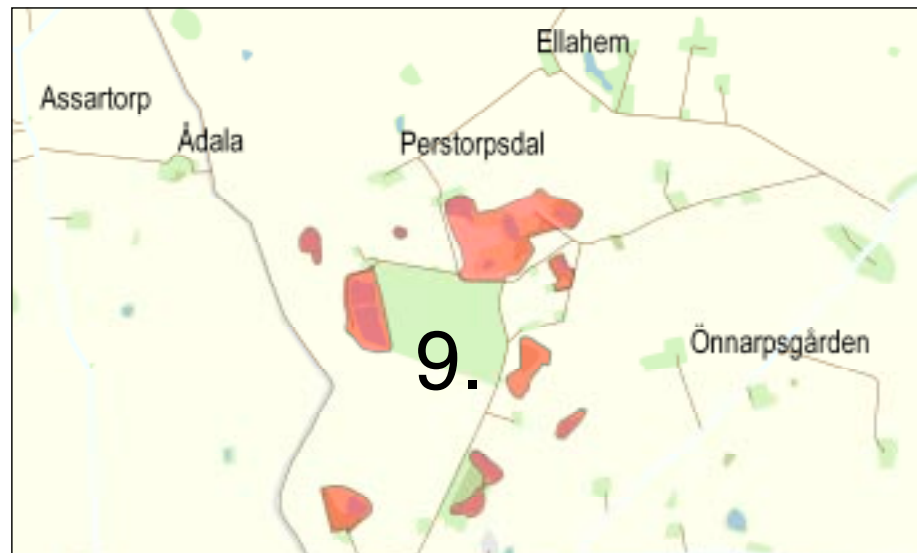 Ellahem
Assartorp
Ådala
Perstorpsdal
Önnarpsgården
9.